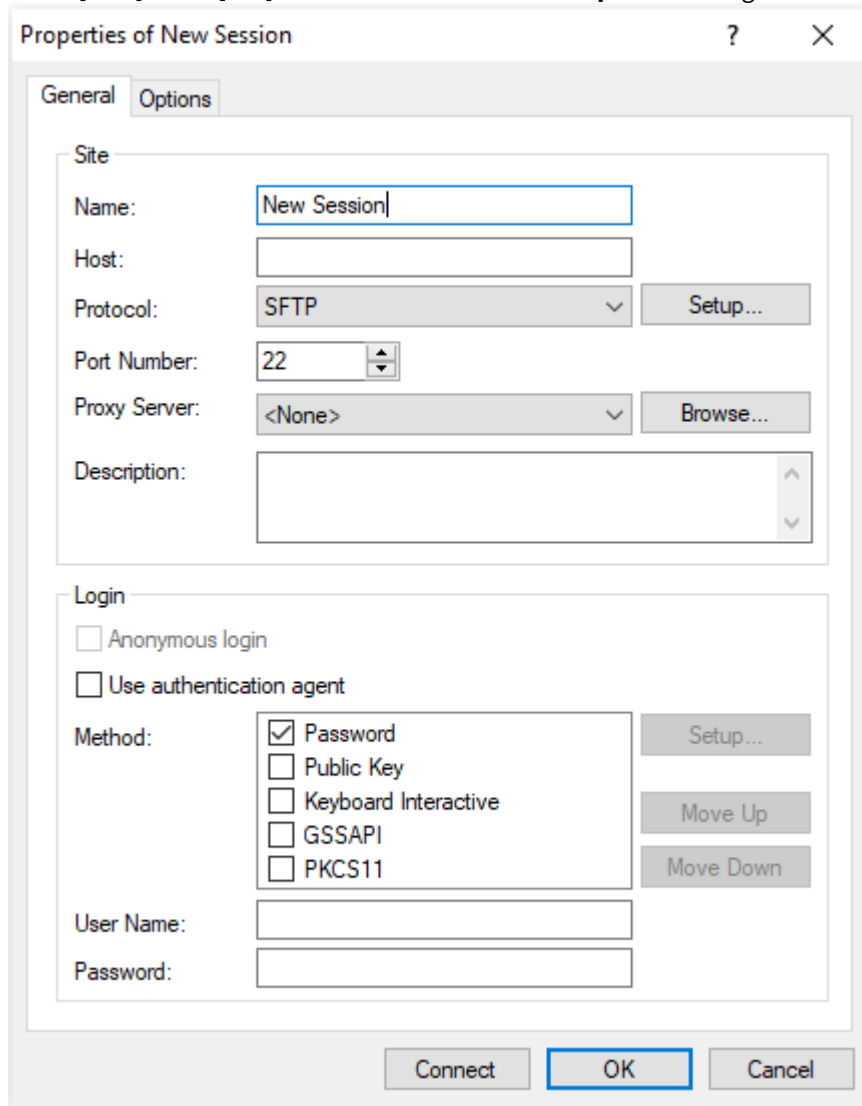 Properties of New Session ?
General Options
Site
Name: New Session
Host:
Protocol: SFTP Setup...
Port Number: 22
Proxy Server: <None> Browse...
Description:
Login
Anonymous login
Use authentication agent
Method: Password Setup...
Public Key
Keyboard Interactive
GSSAPI Move Up
PKCS11 Move Down
User Name:
Password:
Connect OK Cancel